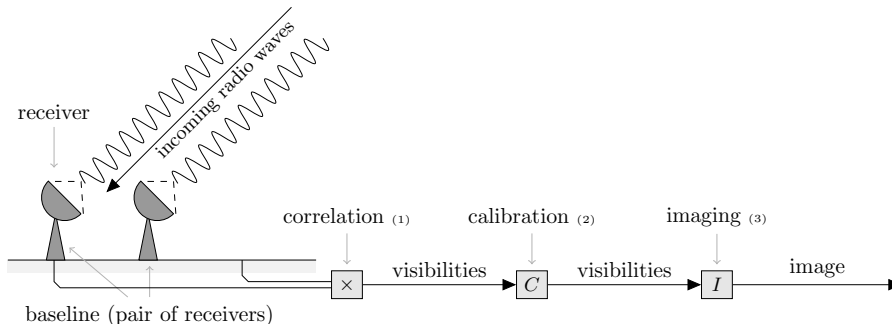 incoming radio waves
receiver
correlation (1)
calibration (2)
imaging (3)
×
visibilities
C
visibilities
I
image
baseline (pair of receivers)